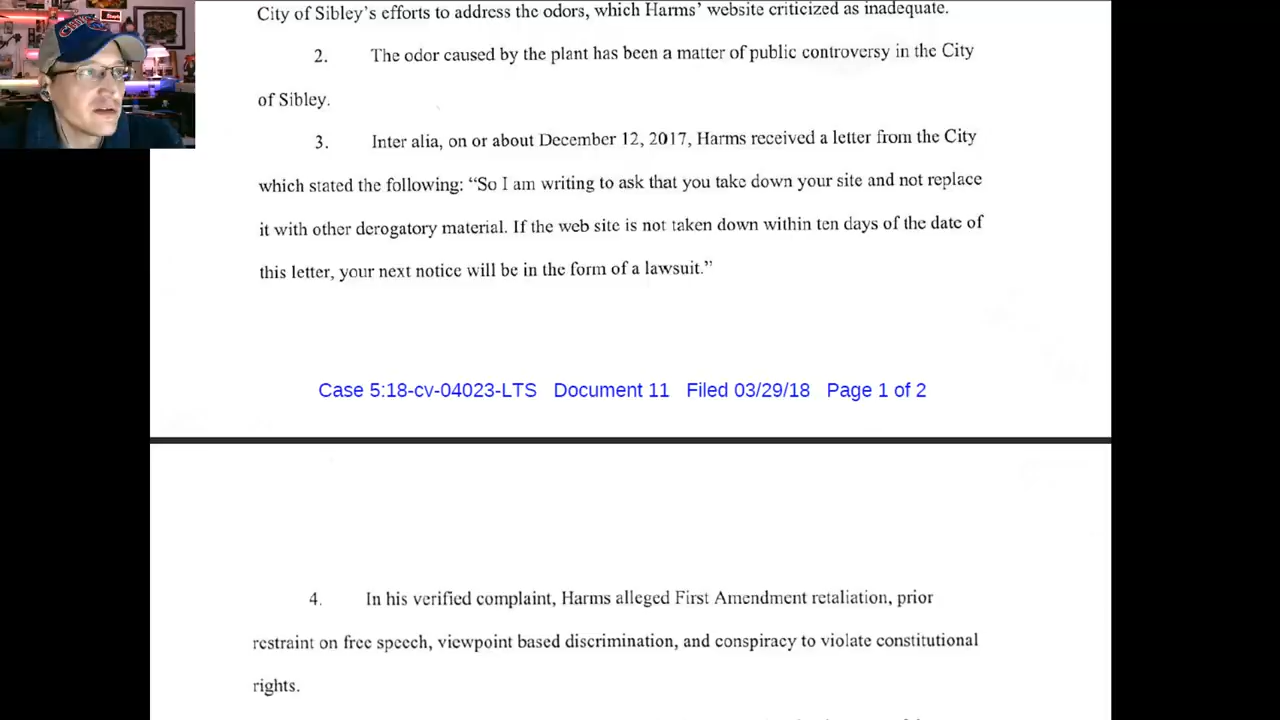 City of Sibley's efforts to address the odors, which Harms' website criticized as inadequate.
2. The odor caused by the plant has been a matter of public controversy in the City
of Sibley.
3. Inter alia, on or about December 12, 2017, Harms received a letter from the City
which stated the following: “So I am writing to ask that you take down your site and not replace
it with other derogatory material. If the web site is not taken down within ten days of the date of
this letter, your next notice will be in the form of a lawsuit.”
Case 5:18-cv-04023-LTS Document 11 Filed 03/29/18 Page 1 of 2
4. In his verified complaint, Harms alleged First Amendment retaliation, prior
restraint on free speech, viewpoint based discrimination, and conspiracy to violate constitutional
rights.